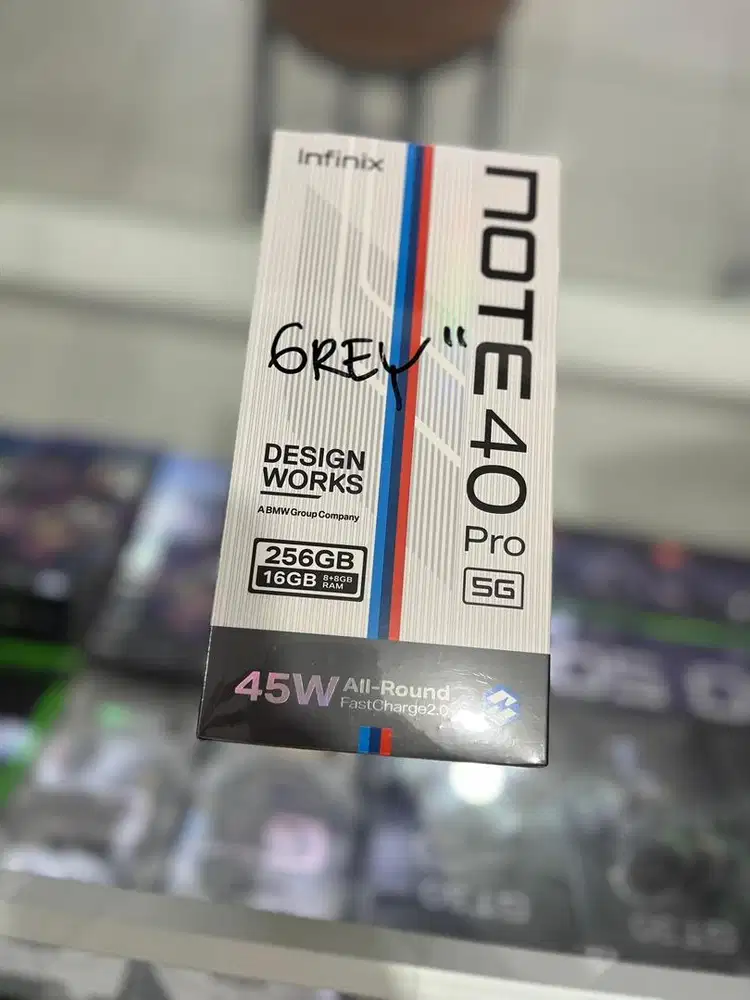 Infinix
NOTE 40
Pro
5G
GREY"
DESIGN
WORKS
A BMW Group Company
256GB
16GB 8+8GB
RAM
45W All-Round
FastCharge2.0